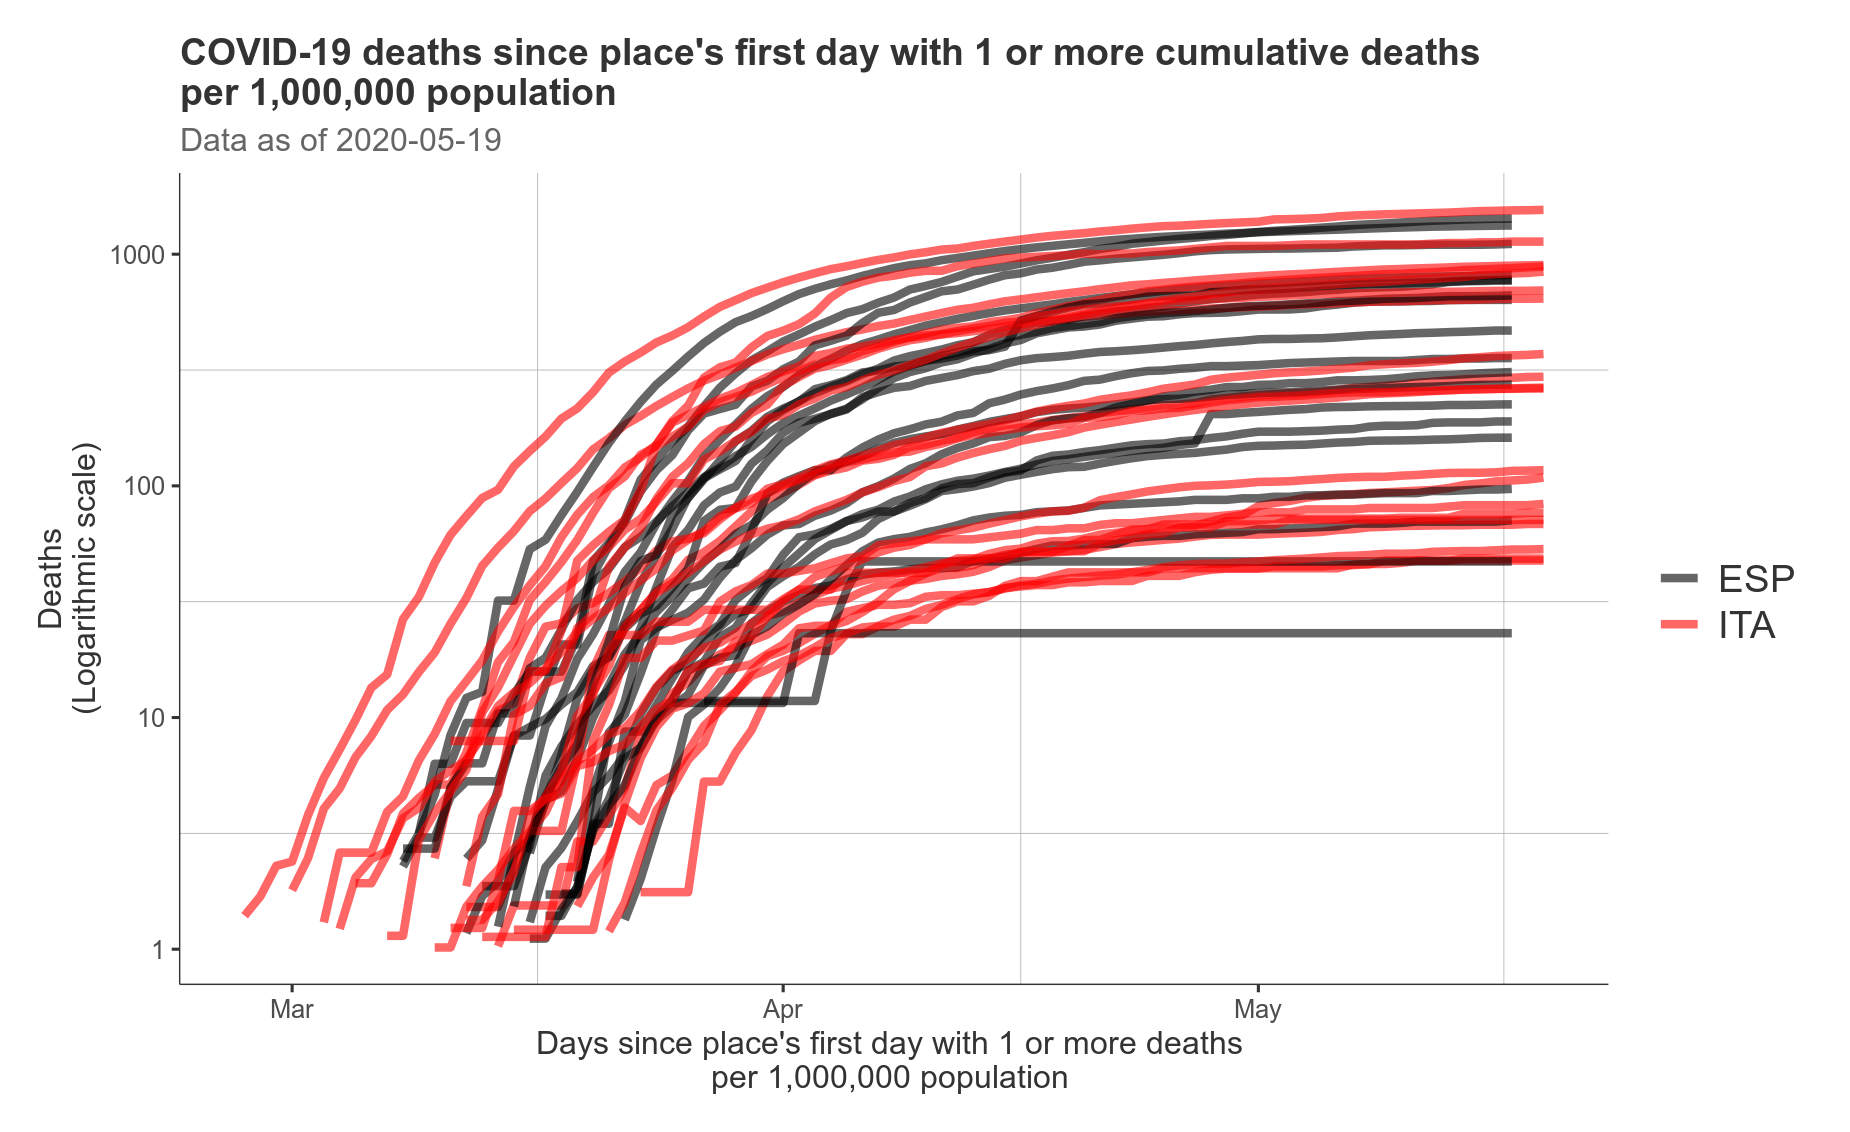 COVID-19 deaths since place's first day with 1 or more cumulative deaths
per 1,000,000 population
Data as of 2020-05-19
Deaths
(Logarithmic scale)
1000
100
10
1
Mar
Apr
May
Days since place's first day with 1 or more deaths
per 1,000,000 population
ESP
ITA